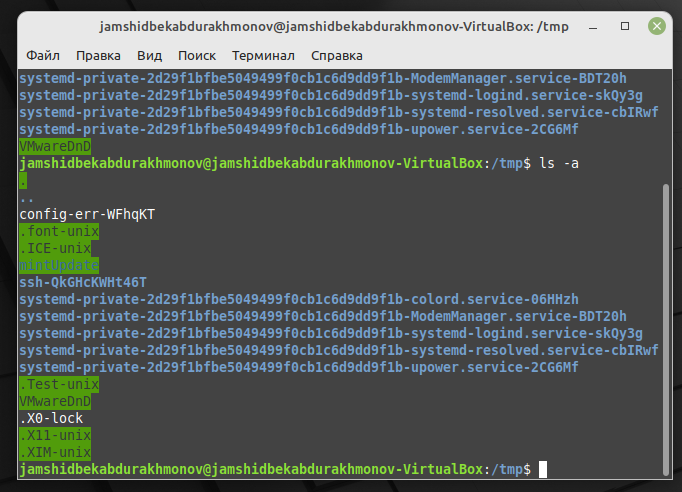 jamshidbekabdurakhmonov@jamshidbekabdurakhmonov-VirtualBox: /tmp
Файл Правка Вид Поиск Терминал Справка
systemd-private-2d29f1bfbe5049499f0cb1c6d9dd9f1b-ModemManager.service-BDT20h
systemd-private-2d29f1bfbe5049499f0cb1c6d9dd9f1b-systemd-logind.service-skQy3g
systemd-private-2d29f1bfbe5049499f0cb1c6d9dd9f1b-systemd-resolved.service-cbIRwf
systemd-private-2d29f1bfbe5049499f0cb1c6d9dd9f1b-upower.service-2CG6Mf
VMwareDnD
jamshidbekabdurakhmonov@jamshidbekabdurakhmonov-VirtualBox:/tmp$ ls -a
.
..
config-err-WFhqKT
.font-unix
.ICE-unix
mintUpdate
ssh-QkGHcKWHt46T
systemd-private-2d29f1bfbe5049499f0cb1c6d9dd9f1b-colord.service-06HHzh
systemd-private-2d29f1bfbe5049499f0cb1c6d9dd9f1b-ModemManager.service-BDT20h
systemd-private-2d29f1bfbe5049499f0cb1c6d9dd9f1b-systemd-logind.service-skQy3g
systemd-private-2d29f1bfbe5049499f0cb1c6d9dd9f1b-systemd-resolved.service-cbIRwf
systemd-private-2d29f1bfbe5049499f0cb1c6d9dd9f1b-upower.service-2CG6Mf
.Test-unix
VMwareDnD
.X0-lock
.X11-unix
.XIM-unix
jamshidbekabdurakhmonov@jamshidbekabdurakhmonov-VirtualBox:/tmp$